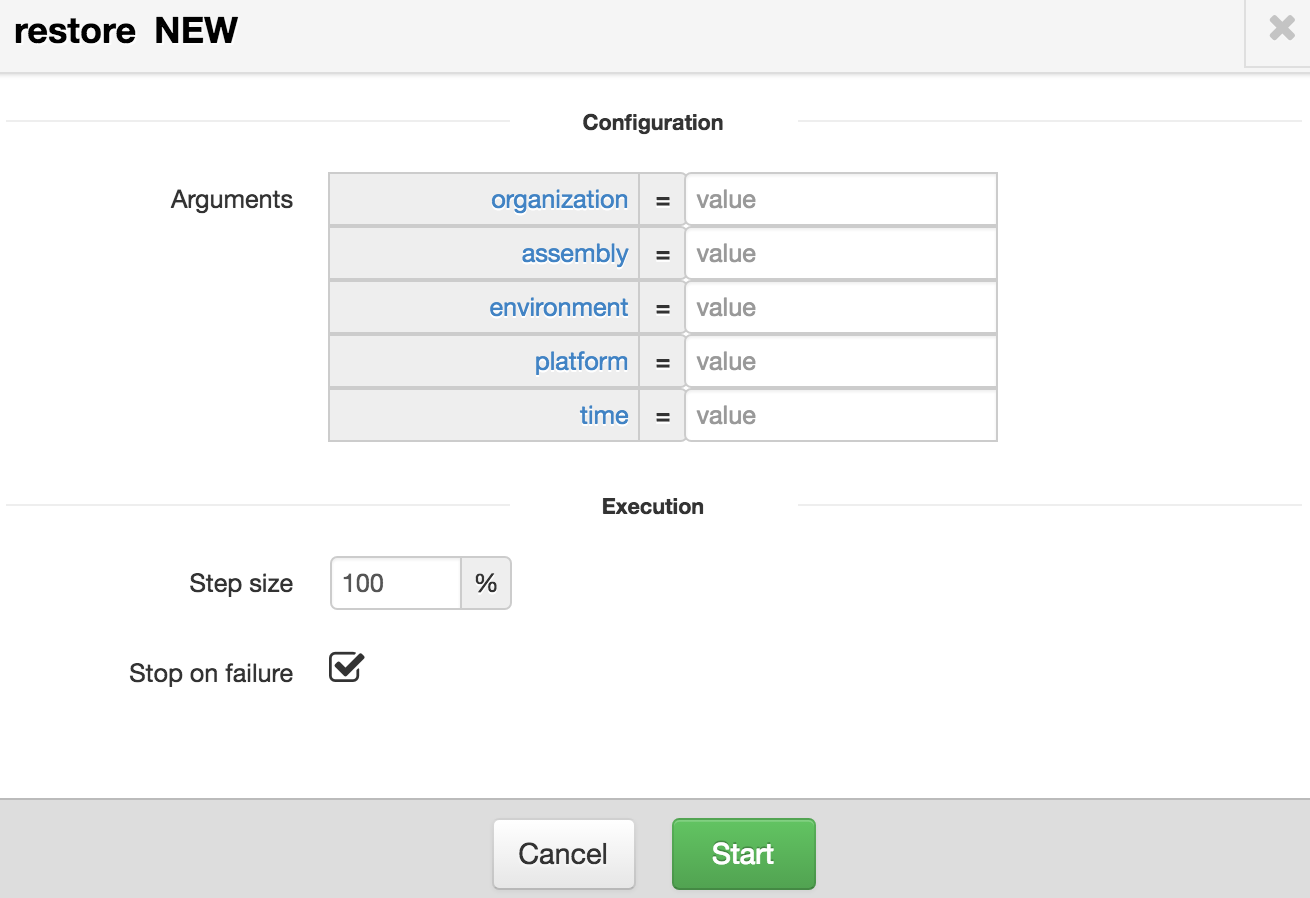 restore NEW
Configuration
Arguments
organization = value
assembly = value
environment = value
platform = value
time = value
Execution
Step size 100 %
Stop on failure
Cancel Start